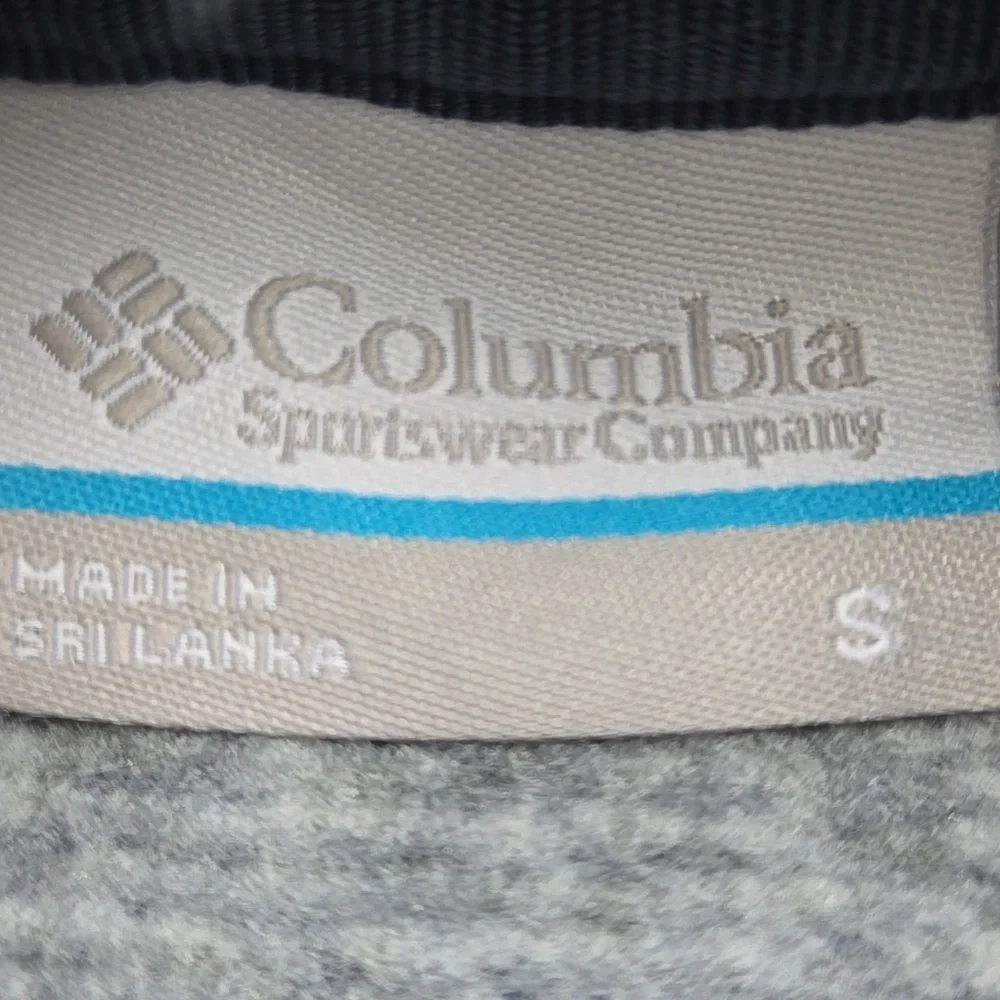 Columbia
Sportswear Company
MADE IN
SRI LANKA
S